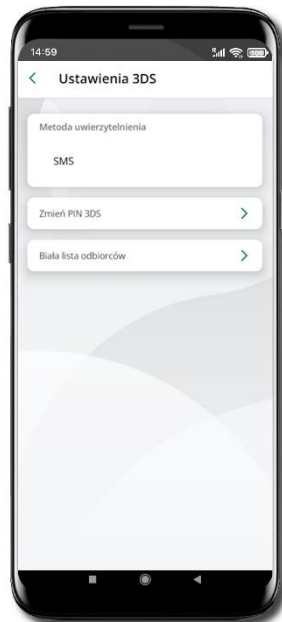 14:59
Ustawienia 3DS
Metoda uwierzytelnienia
SMS
Zmień PIN 3DS
Biała lista odbiorców